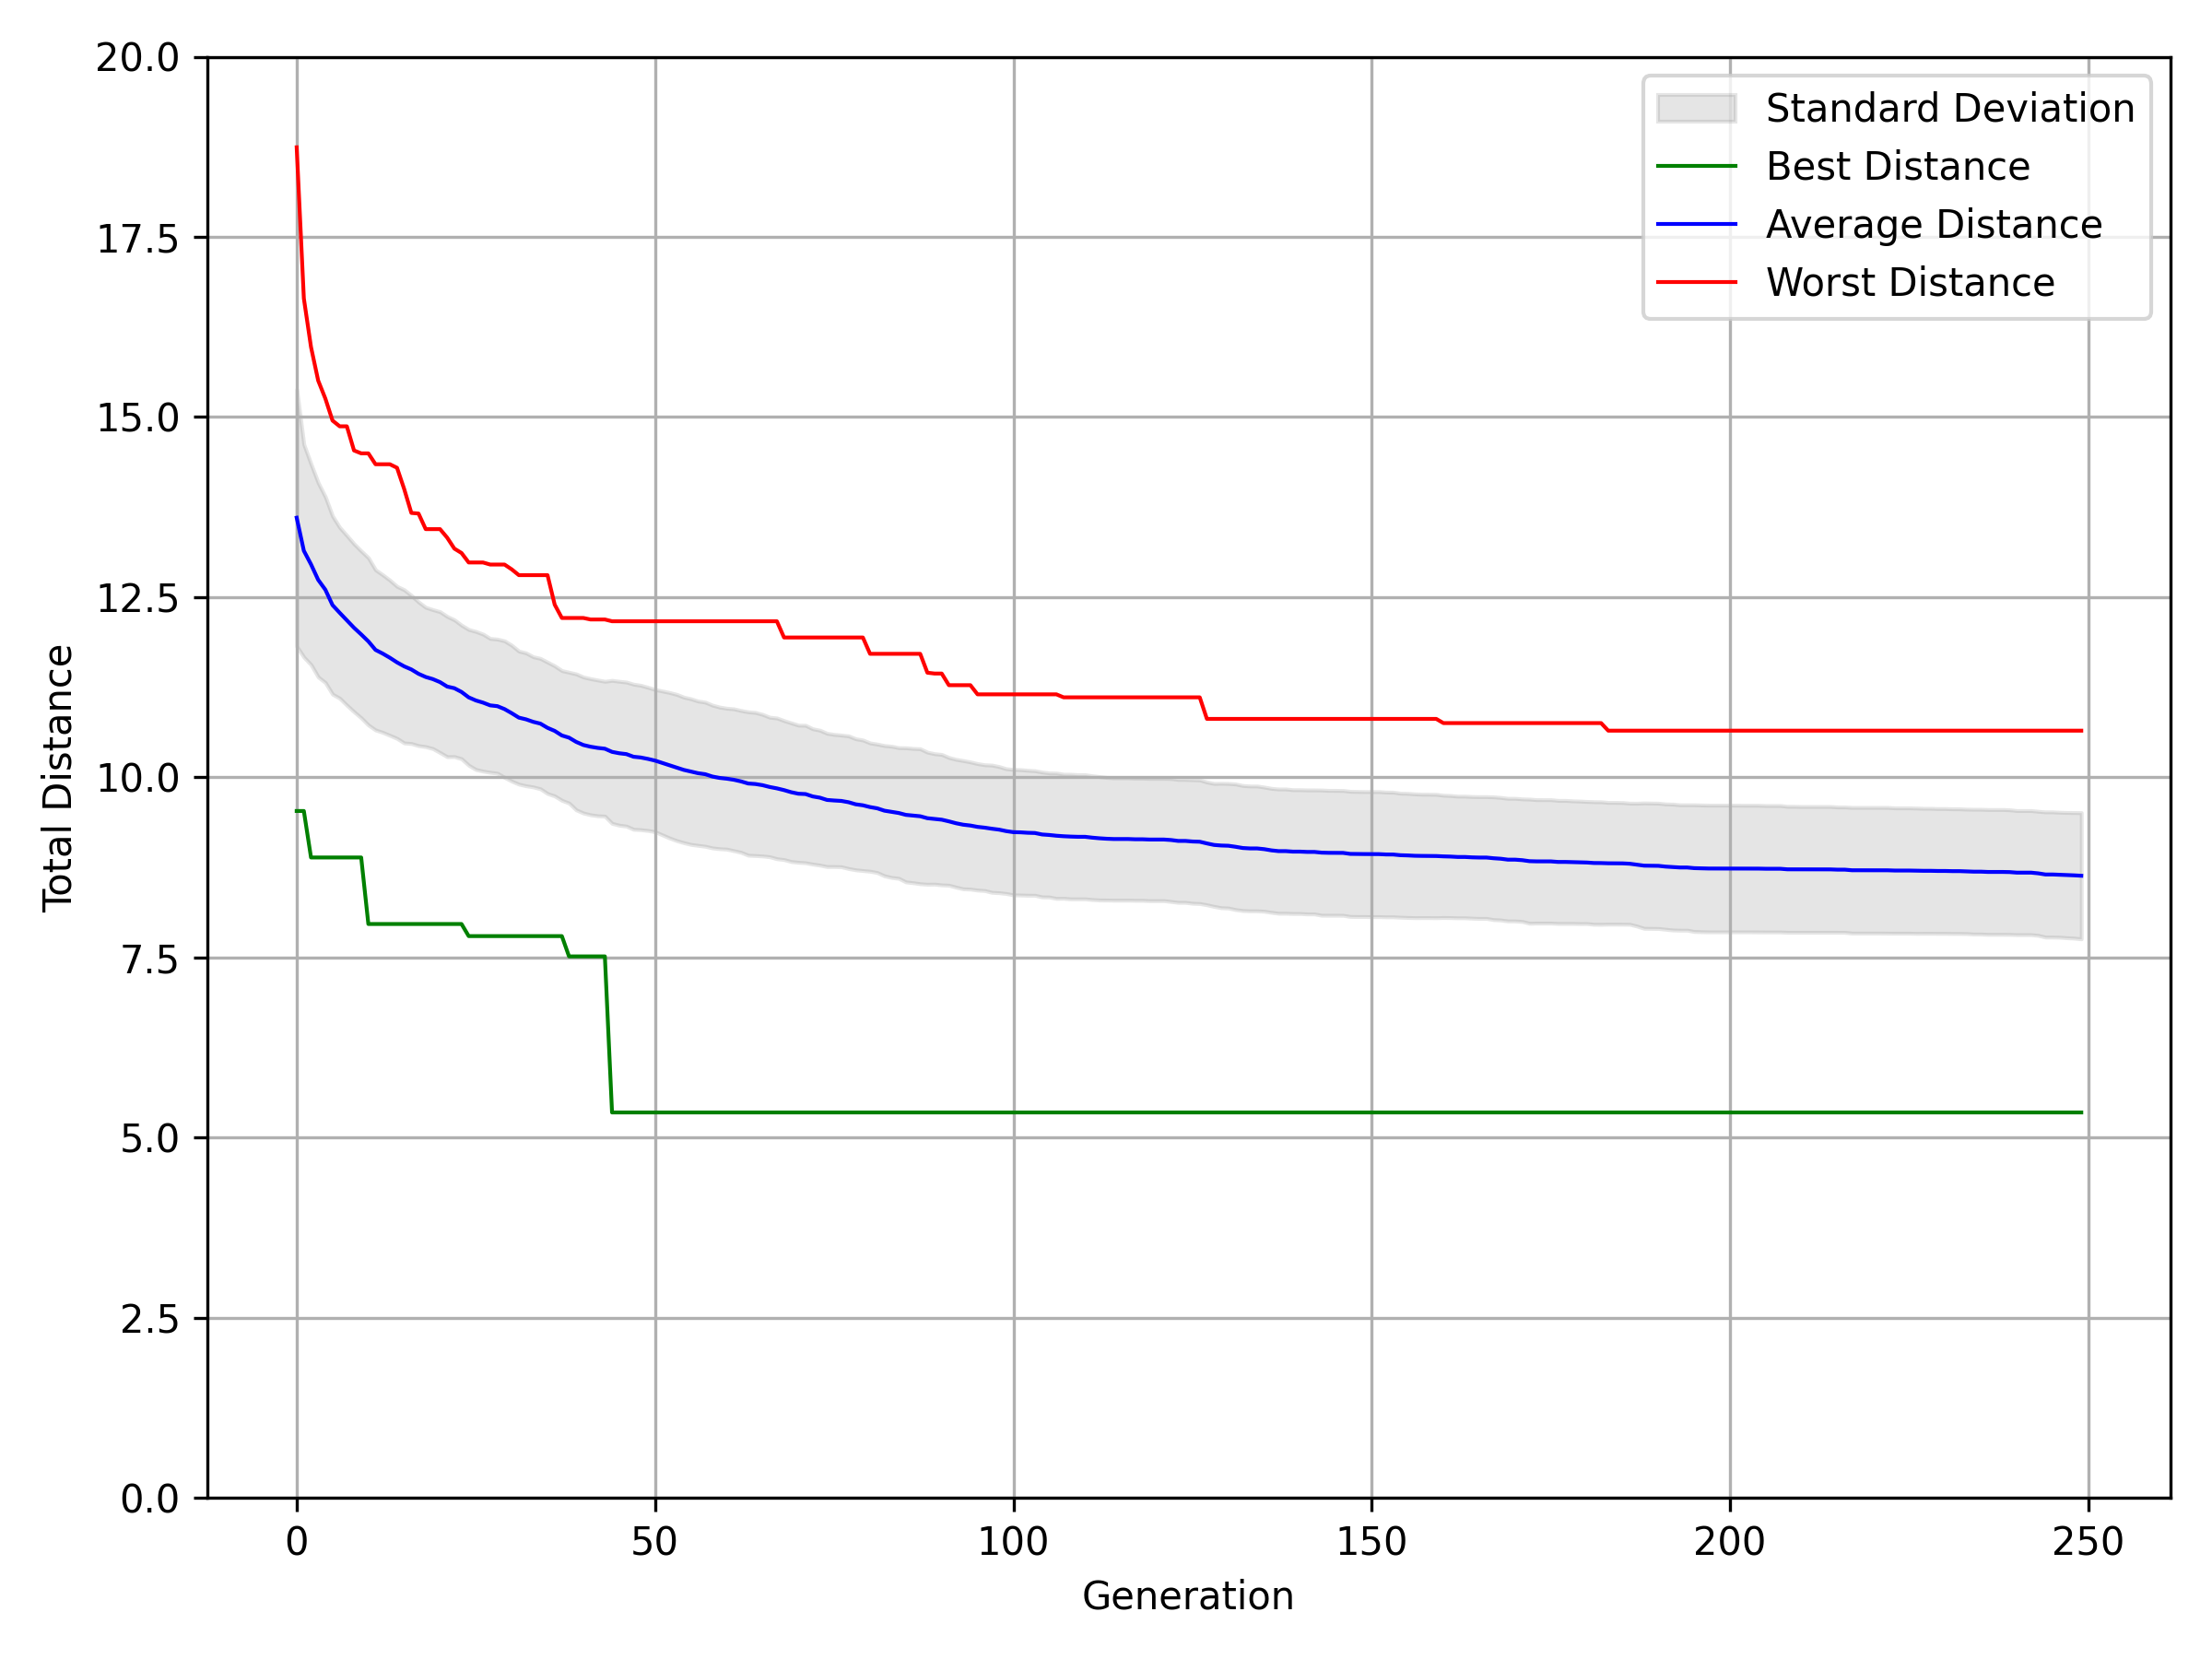 20.0
17.5
15.0
12.5
10.0
7.5
5.0
2.5
0.0
Total Distance
0
50
100
150
200
250
Generation
Standard Deviation
Best Distance
Average Distance
Worst Distance